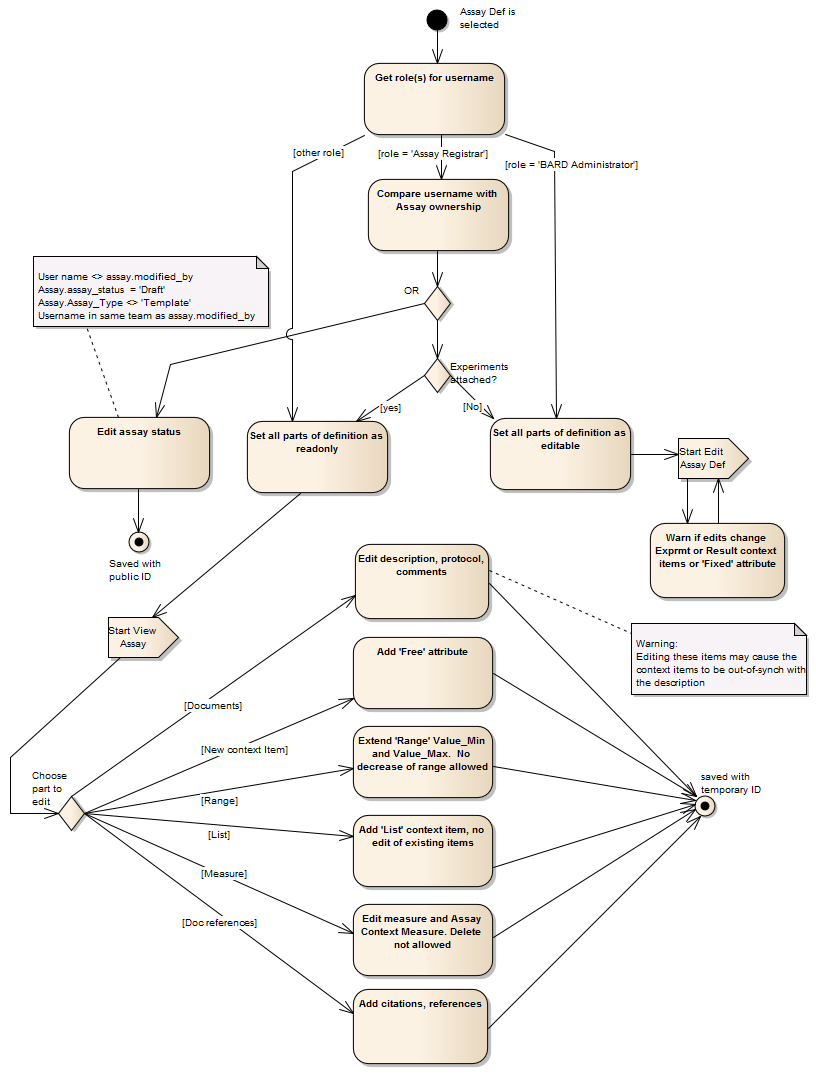 Assay Def is
selected
Get role(s) for username
[other role]
[role = 'Assay Registrar']
[role = 'BARD Administrator']
Compare username with
Assay ownership
User name <> assay.modified_by
Assay.assay_status  = 'Draft'
Assay.Assay_Type <> 'Template'
Username in same team as assay.modified_by
OR
Experiments
attached?
[yes]
[No]
Edit assay status
Set all parts of definition as
readonly
Set all parts of definition as
editable
Start Edit
Assay Def
Warn if edits change
Exprmt or Result context
items or 'Fixed' attribute
Saved with
public ID
Start View
Assay
Edit description, protocol,
comments
Warning:
Editing these items may cause the
context items to be out-of-synch with
the description
Add 'Free' attribute
[Documents]
[New context Item]
Extend 'Range' Value_Min
and Value_Max.  No
decrease of range allowed
Choose
part to
edit
saved with
temporary ID
[Range]
[List]
Add 'List' context item, no
edit of existing items
[Measure]
[Doc references]
Edit measure and Assay
Context Measure. Delete
not allowed
Add citations, references